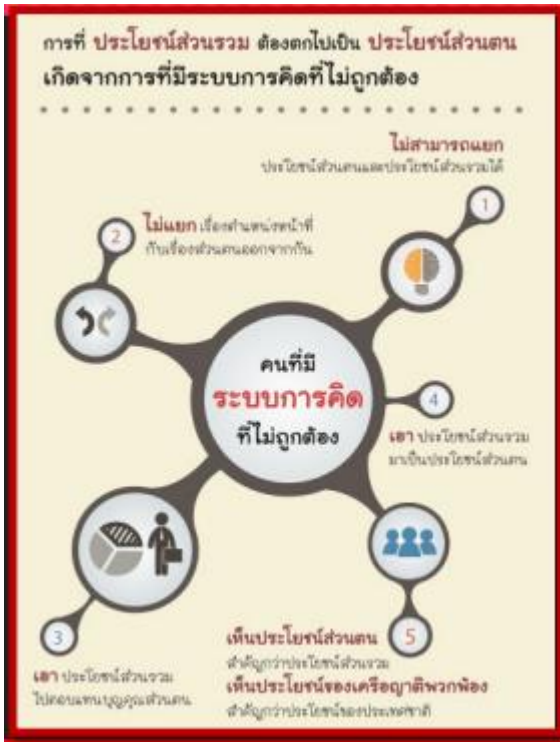 การที่ ประโยชน์ส่วนรวม ต้องตกไปเป็น ประโยชน์ส่วนตน
เกิดจากการที่มีระบบการคิดที่ไม่ถูกต้อง
ไม่สามารถแยก
ประโยชน์ส่วนตนและประโยชน์ส่วนรวมได้
1
2
ไม่แยก เรื่องตำแหน่งหน้าที่
กับเรื่องส่วนตนออกจากกัน
คนที่มี
ระบบการคิด
ที่ไม่ถูกต้อง
4
เอา ประโยชน์ส่วนรวม
มาเป็นประโยชน์ส่วนตน
3
เอา ประโยชน์ส่วนรวม
ไปตอบแทนบุญคุณส่วนตน
5
เห็นประโยชน์ส่วนตน
สำคัญกว่าประโยชน์ส่วนรวม
เห็นประโยชน์ของเครือญาติพวกพ้อง
สำคัญกว่าประโยชน์ของประเทศชาติ